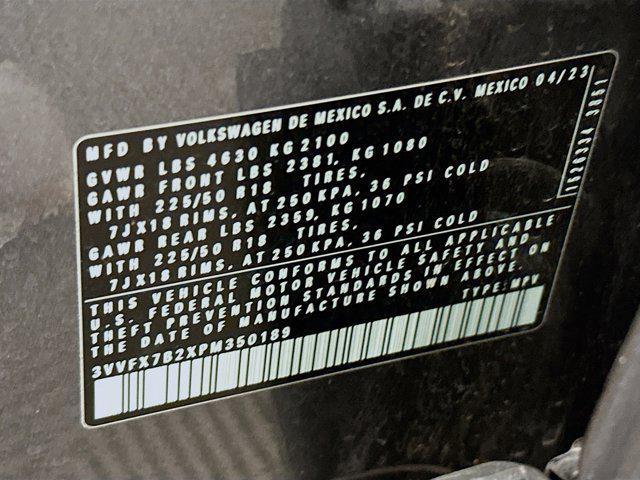 MFD BY VOLKSWAGEN DE MEXICO S.A. DE C.V. MEXICO 04/23
GVWR LBS 4630 KG 2100
GAWR FRONT LBS 2381, KG 1080
WITH 225/50 R18 TIRES,
7JX18 RIMS, AT 250 KPA, 36 PSI COLD
GAWR REAR LBS 2359, KG 1070
WITH 225/50 R18 TIRES,
7JX18 RIMS, AT 250 KPA, 36 PSI COLD
THIS VEHICLE CONFORMS TO ALL APPLICABLE
U.S. FEDERAL MOTOR VEHICLE SAFETY AND
THEFT PREVENTION STANDARDS IN EFFECT ON
THE DATE OF MANUFACTURE SHOWN ABOVE.
3VVFX7B2XPM350189 TYPE: MPV